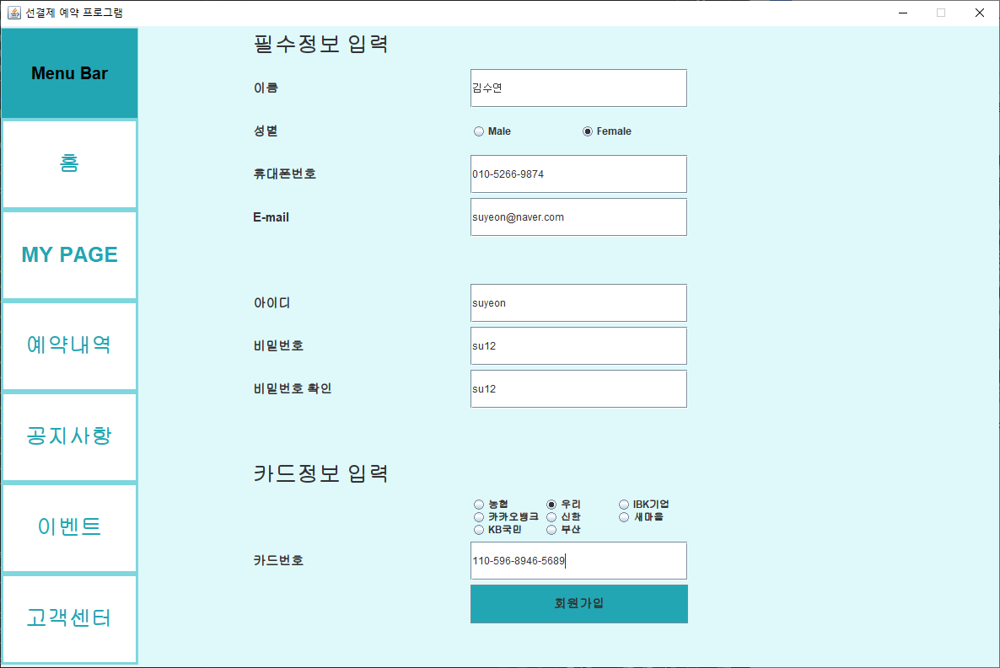 선결제 예약 프로그램
Menu Bar
홈
MY PAGE
예약내역
공지사항
이벤트
고객센터
필수정보 입력
이름 김수연
성별 Male Female
휴대폰번호 010-5266-9874
E-mail suyeon@naver.com
아이디 suyeon
비밀번호 su12
비밀번호 확인 su12
카드정보 입력
농협 우리 IBK기업
카카오뱅크 신한 새마을
KB국민 부산
카드번호 110-596-8946-5689
회원가입